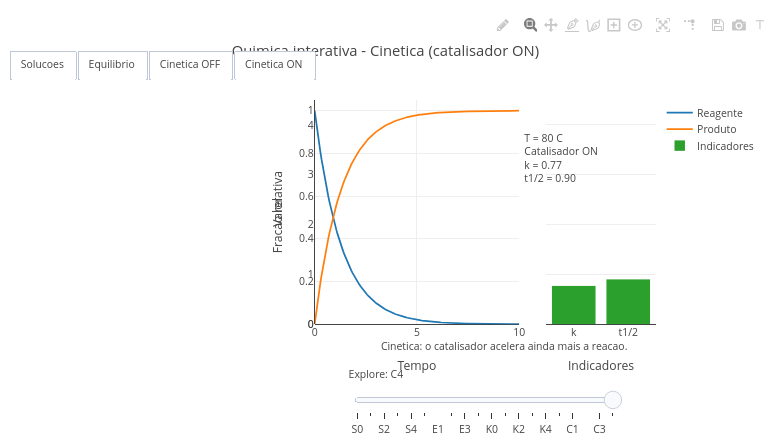 Quimica interativa - Cinetica (catalisador ON)
Solucoes
Equilibrio
Cinetica OFF
Cinetica ON
Reagente
Produto
Indicadores
T = 80 C
Catalisador ON
k = 0.77
t1/2 = 0.90
1
0.8
0.6
0.4
0.2
0
4
3
2
1
0
0
5
10
k
t1/2
Cinetica: o catalisador acelera ainda mais a reacao.
Tempo
Indicadores
Explore: C4
S0
S2
S4
E1
E3
K0
K2
K4
C1
C3
T